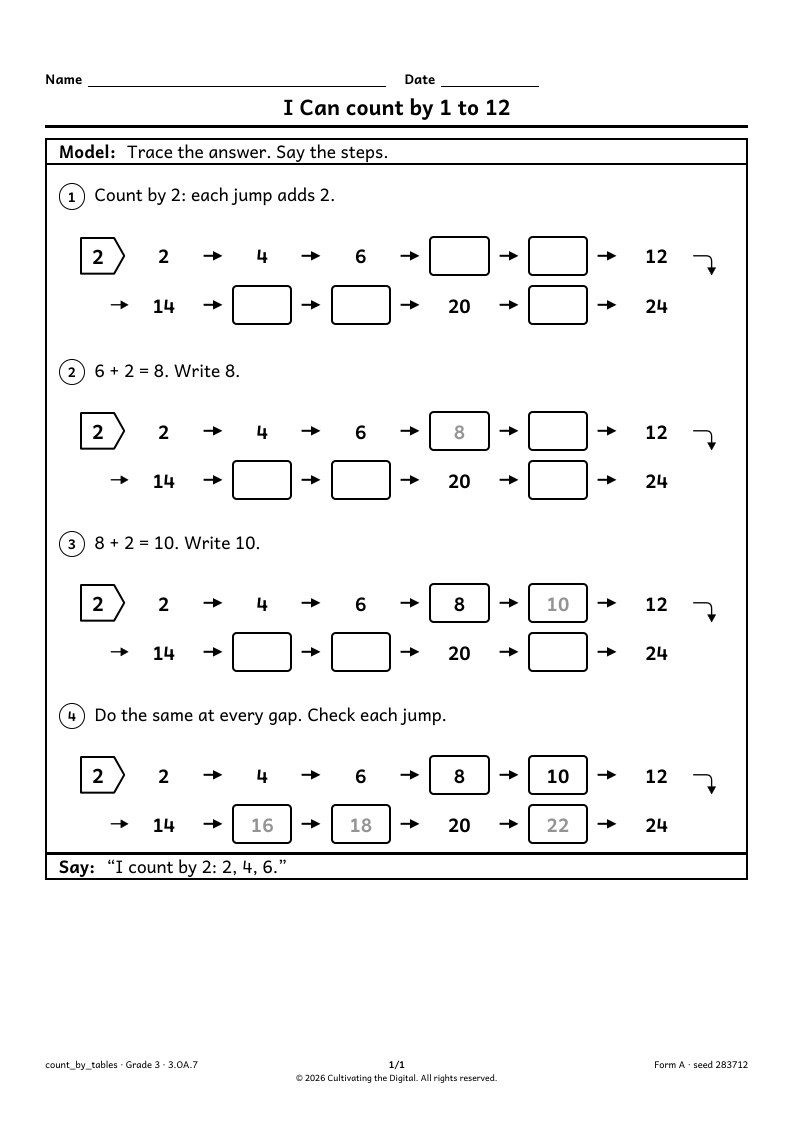 Name Date
I Can count by 1 to 12
Model: Trace the answer. Say the steps.
1 Count by 2: each jump adds 2.
2 2 → 4 → 6 → → → 12
→ 14 → → → 20 → → 24
2 6 + 2 = 8. Write 8.
2 2 → 4 → 6 → 8 → → 12
→ 14 → → → 20 → → 24
3 8 + 2 = 10. Write 10.
2 2 → 4 → 6 → 8 → 10 → 12
→ 14 → → → 20 → → 24
4 Do the same at every gap. Check each jump.
2 2 → 4 → 6 → 8 → 10 → 12
→ 14 → 16 → 18 → 20 → 22 → 24
Say: “I count by 2: 2, 4, 6.”
count_by_tables · Grade 3 · 3.OA.7 1/1 Form A · seed 283712
© 2026 Cultivating the Digital. All rights reserved.